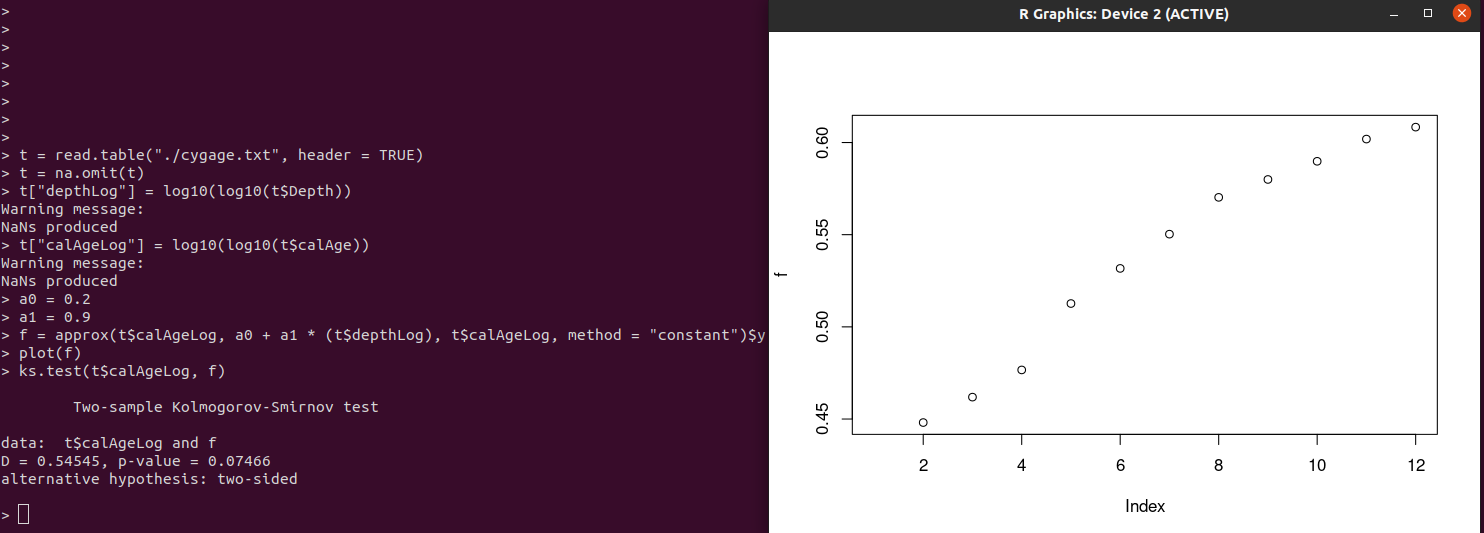 >
>
>
>
>
>
>
>
> t = read.table("./cygage.txt", header = TRUE)
> t = na.omit(t)
> t["depthLog"] = log10(log10(t$Depth))
Warning message:
NaNs produced
> t["calAgeLog"] = log10(log10(t$calAge))
Warning message:
NaNs produced
> a0 = 0.2
> a1 = 0.9
> f = approx(t$calAgeLog, a0 + a1 * (t$depthLog), t$calAgeLog, method = "constant")$y
> plot(f)
> ks.test(t$calAgeLog, f)
Two-sample Kolmogorov-Smirnov test
data:  t$calAgeLog and f
D = 0.54545, p-value = 0.07466
alternative hypothesis: two-sided
>
R Graphics: Device 2 (ACTIVE)
0.60
0.55
0.50
0.45
f
2 4 6 8 10 12
Index